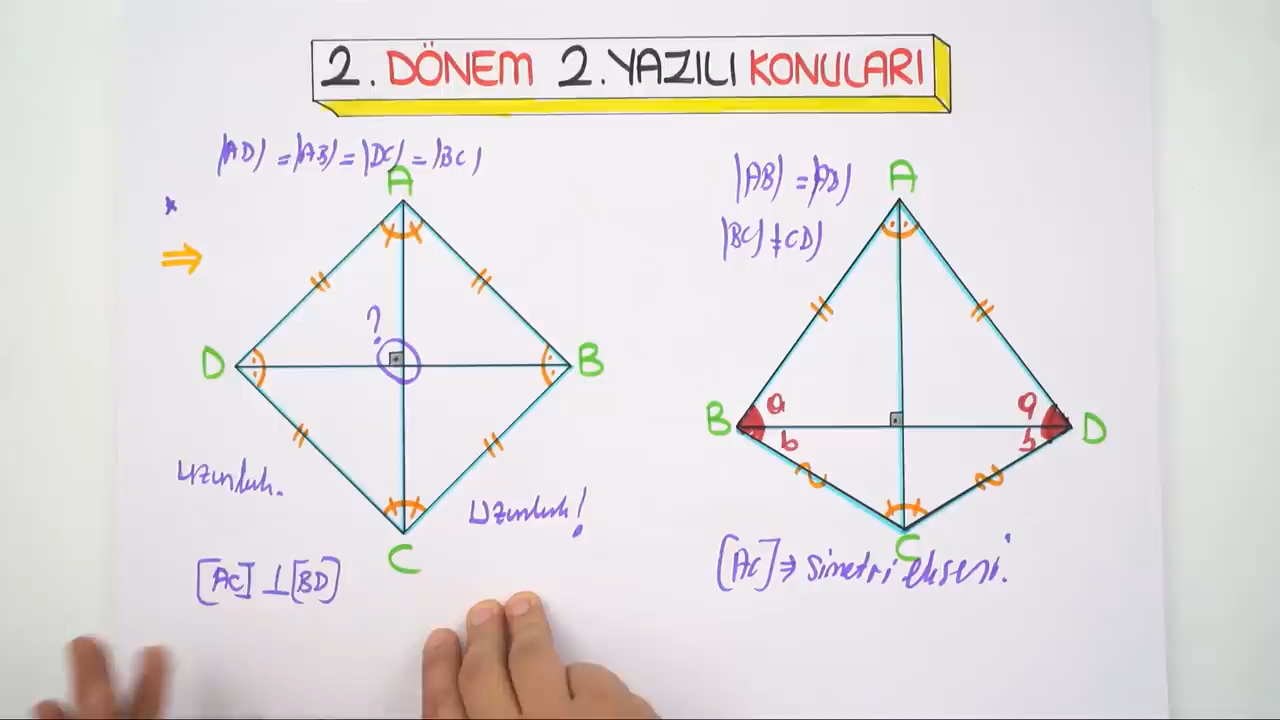 2. DÖNEM 2. YAZILI KONULARI
|AD| = |AB| = |DC| = |BC|
A
*
⇒
?
D
B
Uzunluk.
Uzunluk!
C
[AC] ⊥ [BD]
|AB| = |AD|
A
|BC| ≠ |CD|
a
a
B
D
b
b
C
[AC] ⇒ Simetri ekseni.